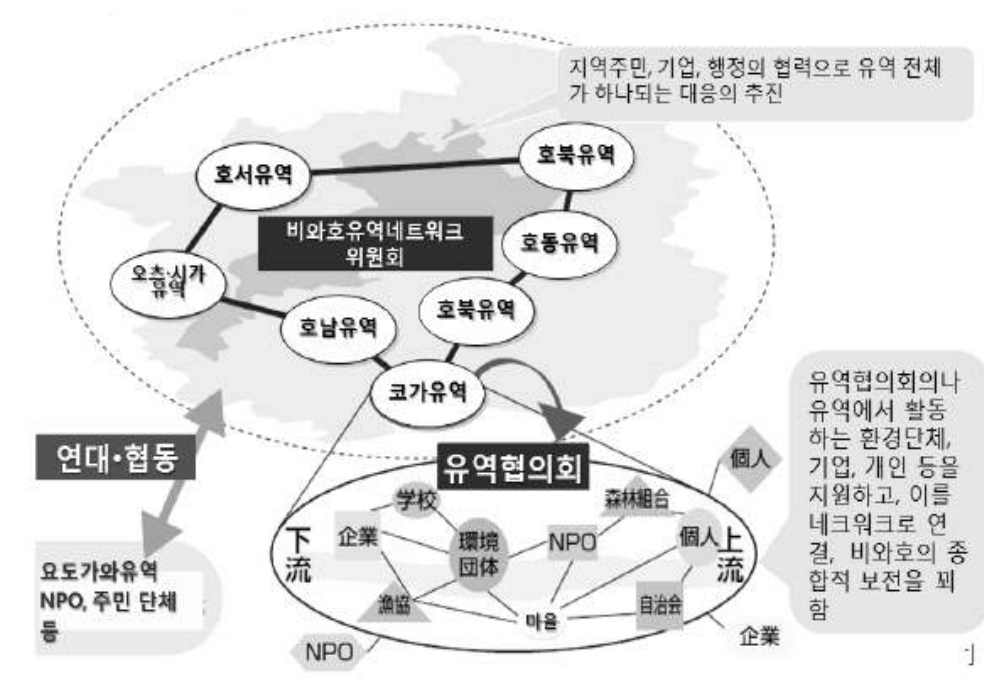 지역주민, 기업, 행정의 협력으로 유역 전체
가 하나되는 대응의 추진
호서유역
호북유역
비와호유역네트워크
위원회
호동유역
오츠·시가
유역
호북유역
호남유역
코가유역
유역협의회의나
유역에서 활동
하는 환경단체,
기업, 개인 등을
지원하고, 이를
네크워크로 연
결, 비와호의 종
합적 보전을 꾀
함
연대•협동
유역협의회
個人
学校
森林組合
下流
企業
環境
団体
NPO
個人
上流
漁協
마을
自治会
요도가와유역
NPO, 주민 단체
등
NPO
企業